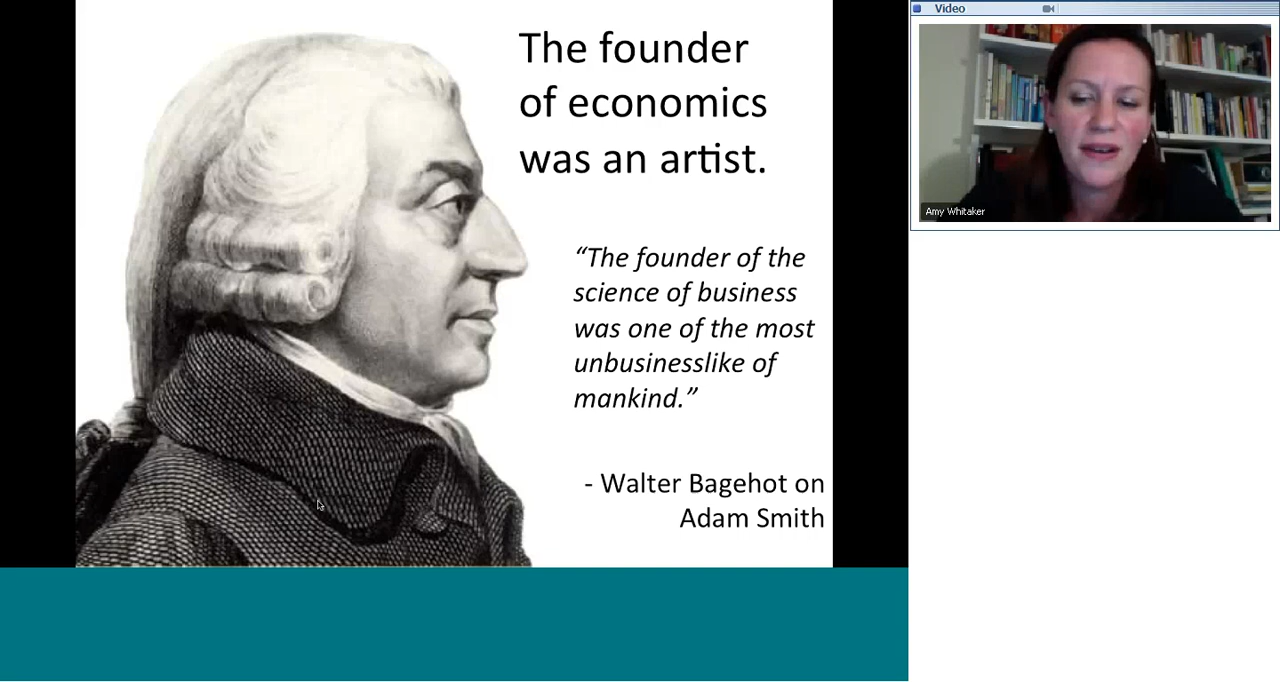 The founder
of economics
was an artist.
“The founder of the
science of business
was one of the most
unbusinesslike of
mankind.”
- Walter Bagehot on
Adam Smith
Video
Amy Whitaker